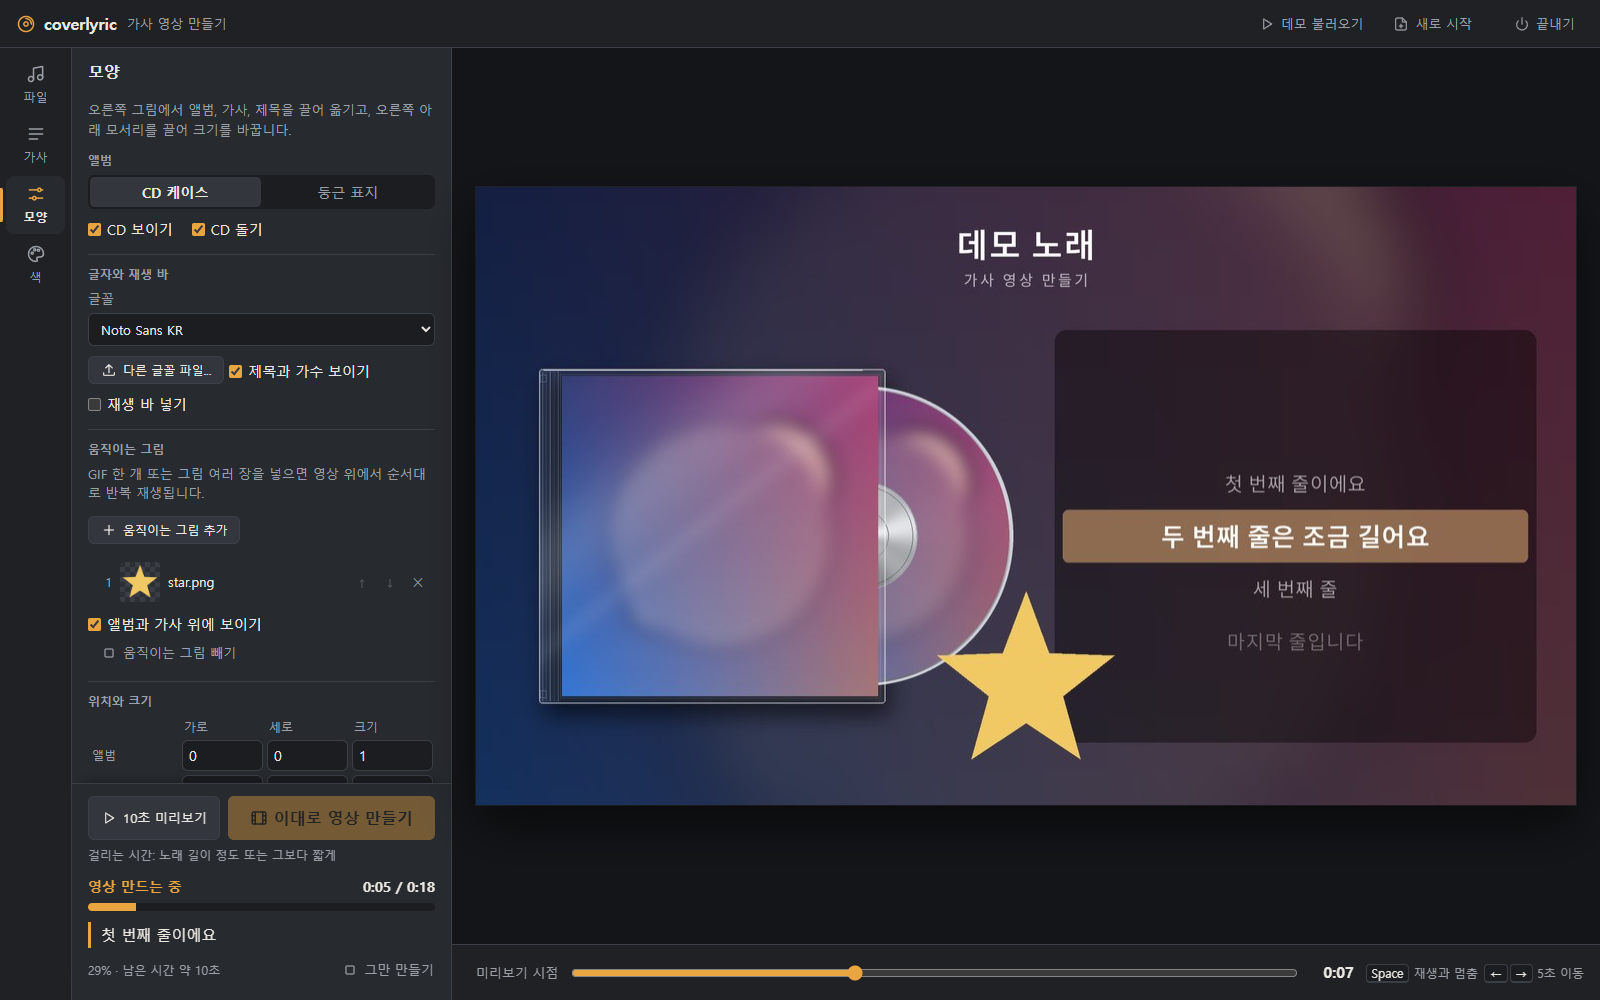 coverlyric 가사 영상 만들기
데모 불러오기
새로 시작
끝내기
파일
가사
모양
색
모양
오른쪽 그림에서 앨범, 가사, 제목을 끌어 옮기고, 오른쪽 아
래 모서리를 끌어 크기를 바꿉니다.
앨범
CD 케이스
둥근 표지
CD 보이기
CD 돌기
글자와 재생 바
글꼴
Noto Sans KR
다른 글꼴 파일...
제목과 가수 보이기
재생 바 넣기
움직이는 그림
GIF 한 개 또는 그림 여러 장을 넣으면 영상 위에서 순서대
로 반복 재생됩니다.
움직이는 그림 추가
1 star.png
앨범과 가사 위에 보이기
움직이는 그림 빼기
위치와 크기
가로 세로 크기
앨범 0 0 1
10초 미리보기
이대로 영상 만들기
걸리는 시간: 노래 길이 정도 또는 그보다 짧게
영상 만드는 중 0:05 / 0:18
첫 번째 줄이에요
29% · 남은 시간 약 10초
그만 만들기
데모 노래
가사 영상 만들기
첫 번째 줄이에요
두 번째 줄은 조금 길어요
세 번째 줄
마지막 줄입니다
미리보기 시점
0:07
Space 재생과 멈춤 ← → 5초 이동